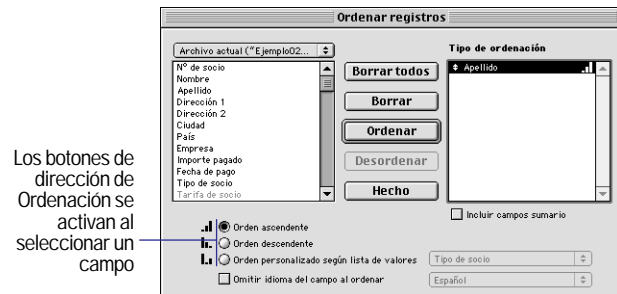 Ordenar registros
Archivo actual ("Ejemplo02...
Nº de socio
Nombre
Apellido
Dirección 1
Dirección 2
Ciudad
País
Empresa
Importe pagado
Fecha de pago
Tipo de socio
Tarifa de socio
Borrar todos
Borrar
Ordenar
Desordenar
Hecho
Tipo de ordenación
Apellido
Incluir campos sumario
Los botones de
dirección de
Ordenación se
activan al
seleccionar un
campo
Orden ascendente
Orden descendente
Orden personalizado según lista de valores
Tipo de socio
Omitir idioma del campo al ordenar
Español